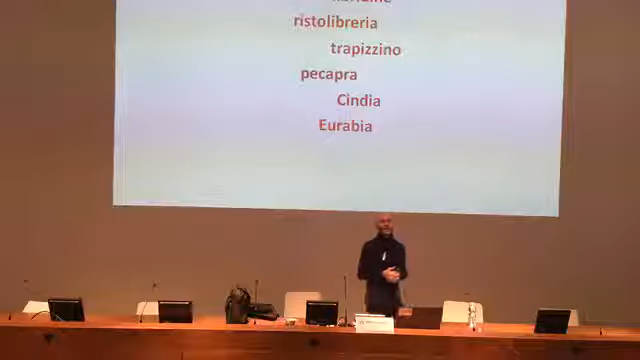 ristolibreria
trapizzino
pecapra
Cindia
Eurabia